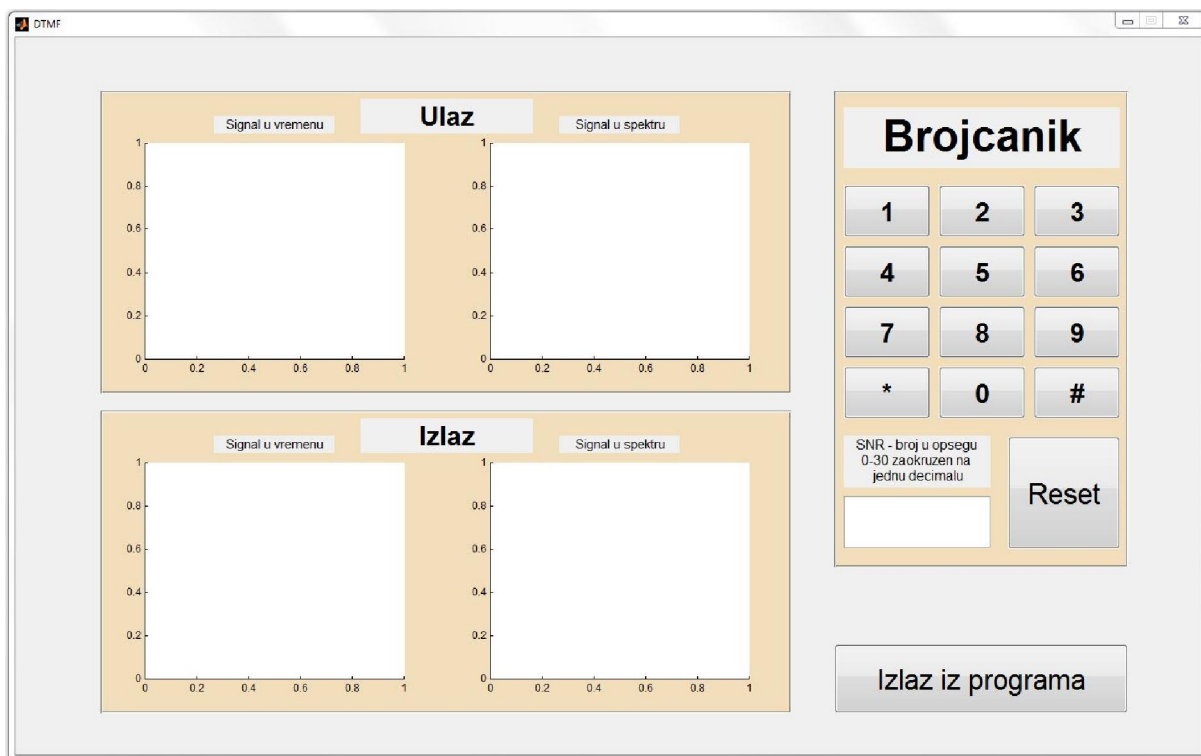 DTMF
Ulaz
Signal u vremenu
Signal u spektru
1
0.8
0.6
0.4
0.2
0
0 0.2 0.4 0.6 0.8 1
1
0.8
0.6
0.4
0.2
0
0 0.2 0.4 0.6 0.8 1
Izlaz
Signal u vremenu
Signal u spektru
1
0.8
0.6
0.4
0.2
0
0 0.2 0.4 0.6 0.8 1
1
0.8
0.6
0.4
0.2
0
0 0.2 0.4 0.6 0.8 1
Brojcanik
1 2 3
4 5 6
7 8 9
* 0 #
SNR - broj u opsegu
0-30 zaokruzen na
jednu decimalu
Reset
Izlaz iz programa